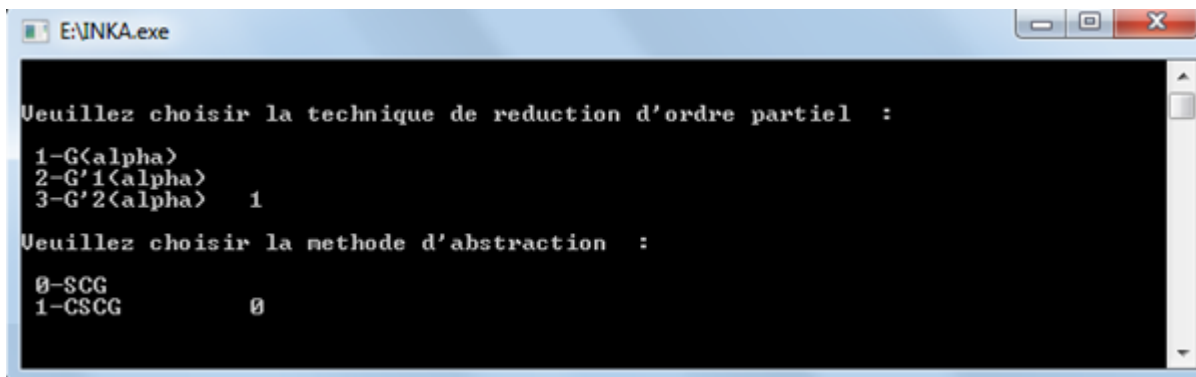 E:\INKA.exe
Veuillez choisir la technique de reduction d'ordre partiel :
1-G(alpha)
2-G'1(alpha)
3-G'2(alpha) 1
Veuillez choisir la methode d'abstraction :
0-SCG
1-CSCG 0